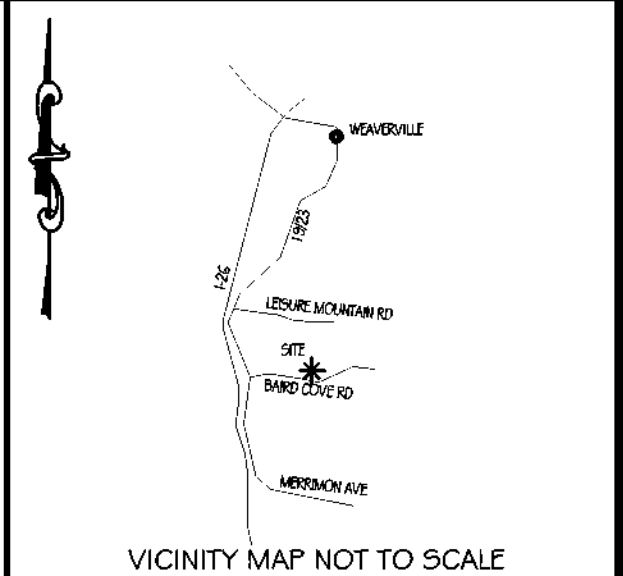 WEAVERVILLE
19/23
I-26
LEISURE MOUNTAIN RD
SITE
BAIRD COVE RD
MERRIMON AVE
VICINITY MAP NOT TO SCALE